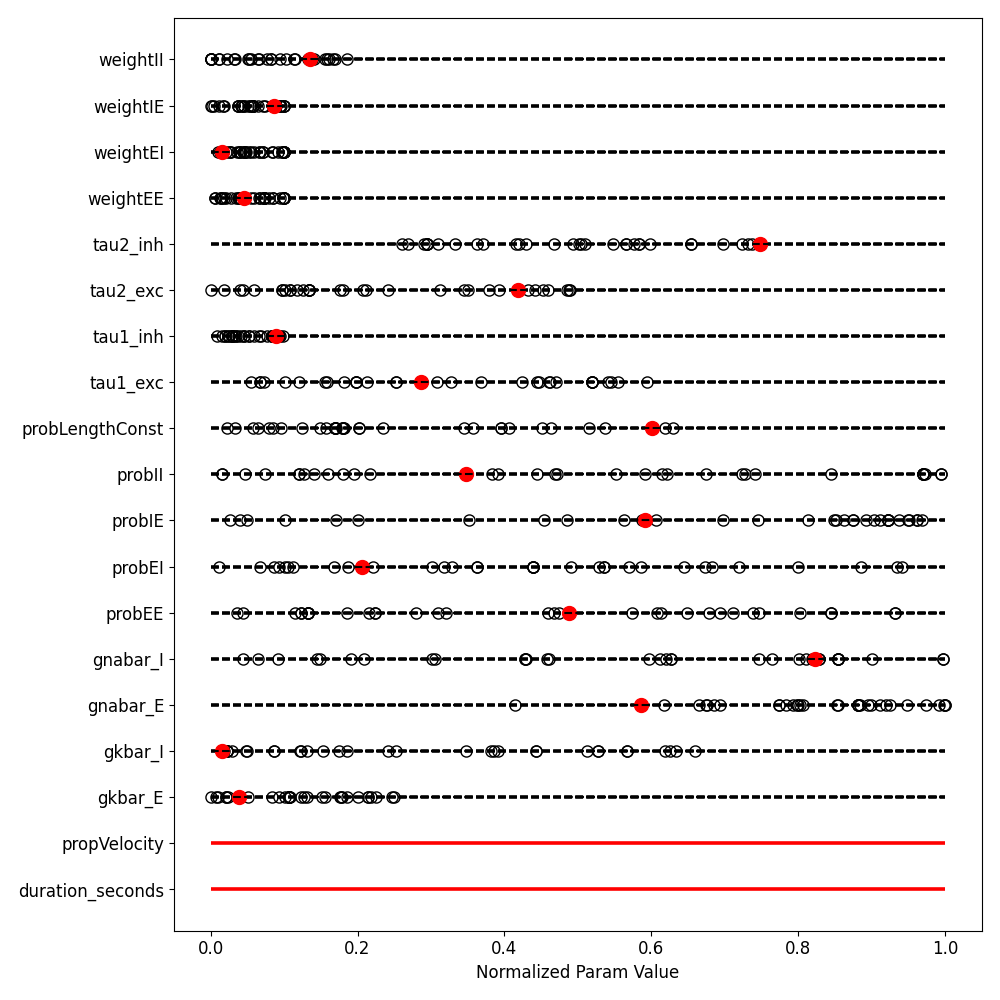 weightII
weightIE
weightEI
weightEE
tau2_inh
tau2_exc
tau1_inh
tau1_exc
probLengthConst
probII
probIE
probEI
probEE
gnabar_I
gnabar_E
gkbar_I
gkbar_E
propVelocity
duration_seconds
0.0 0.2 0.4 0.6 0.8 1.0
Normalized Param Value